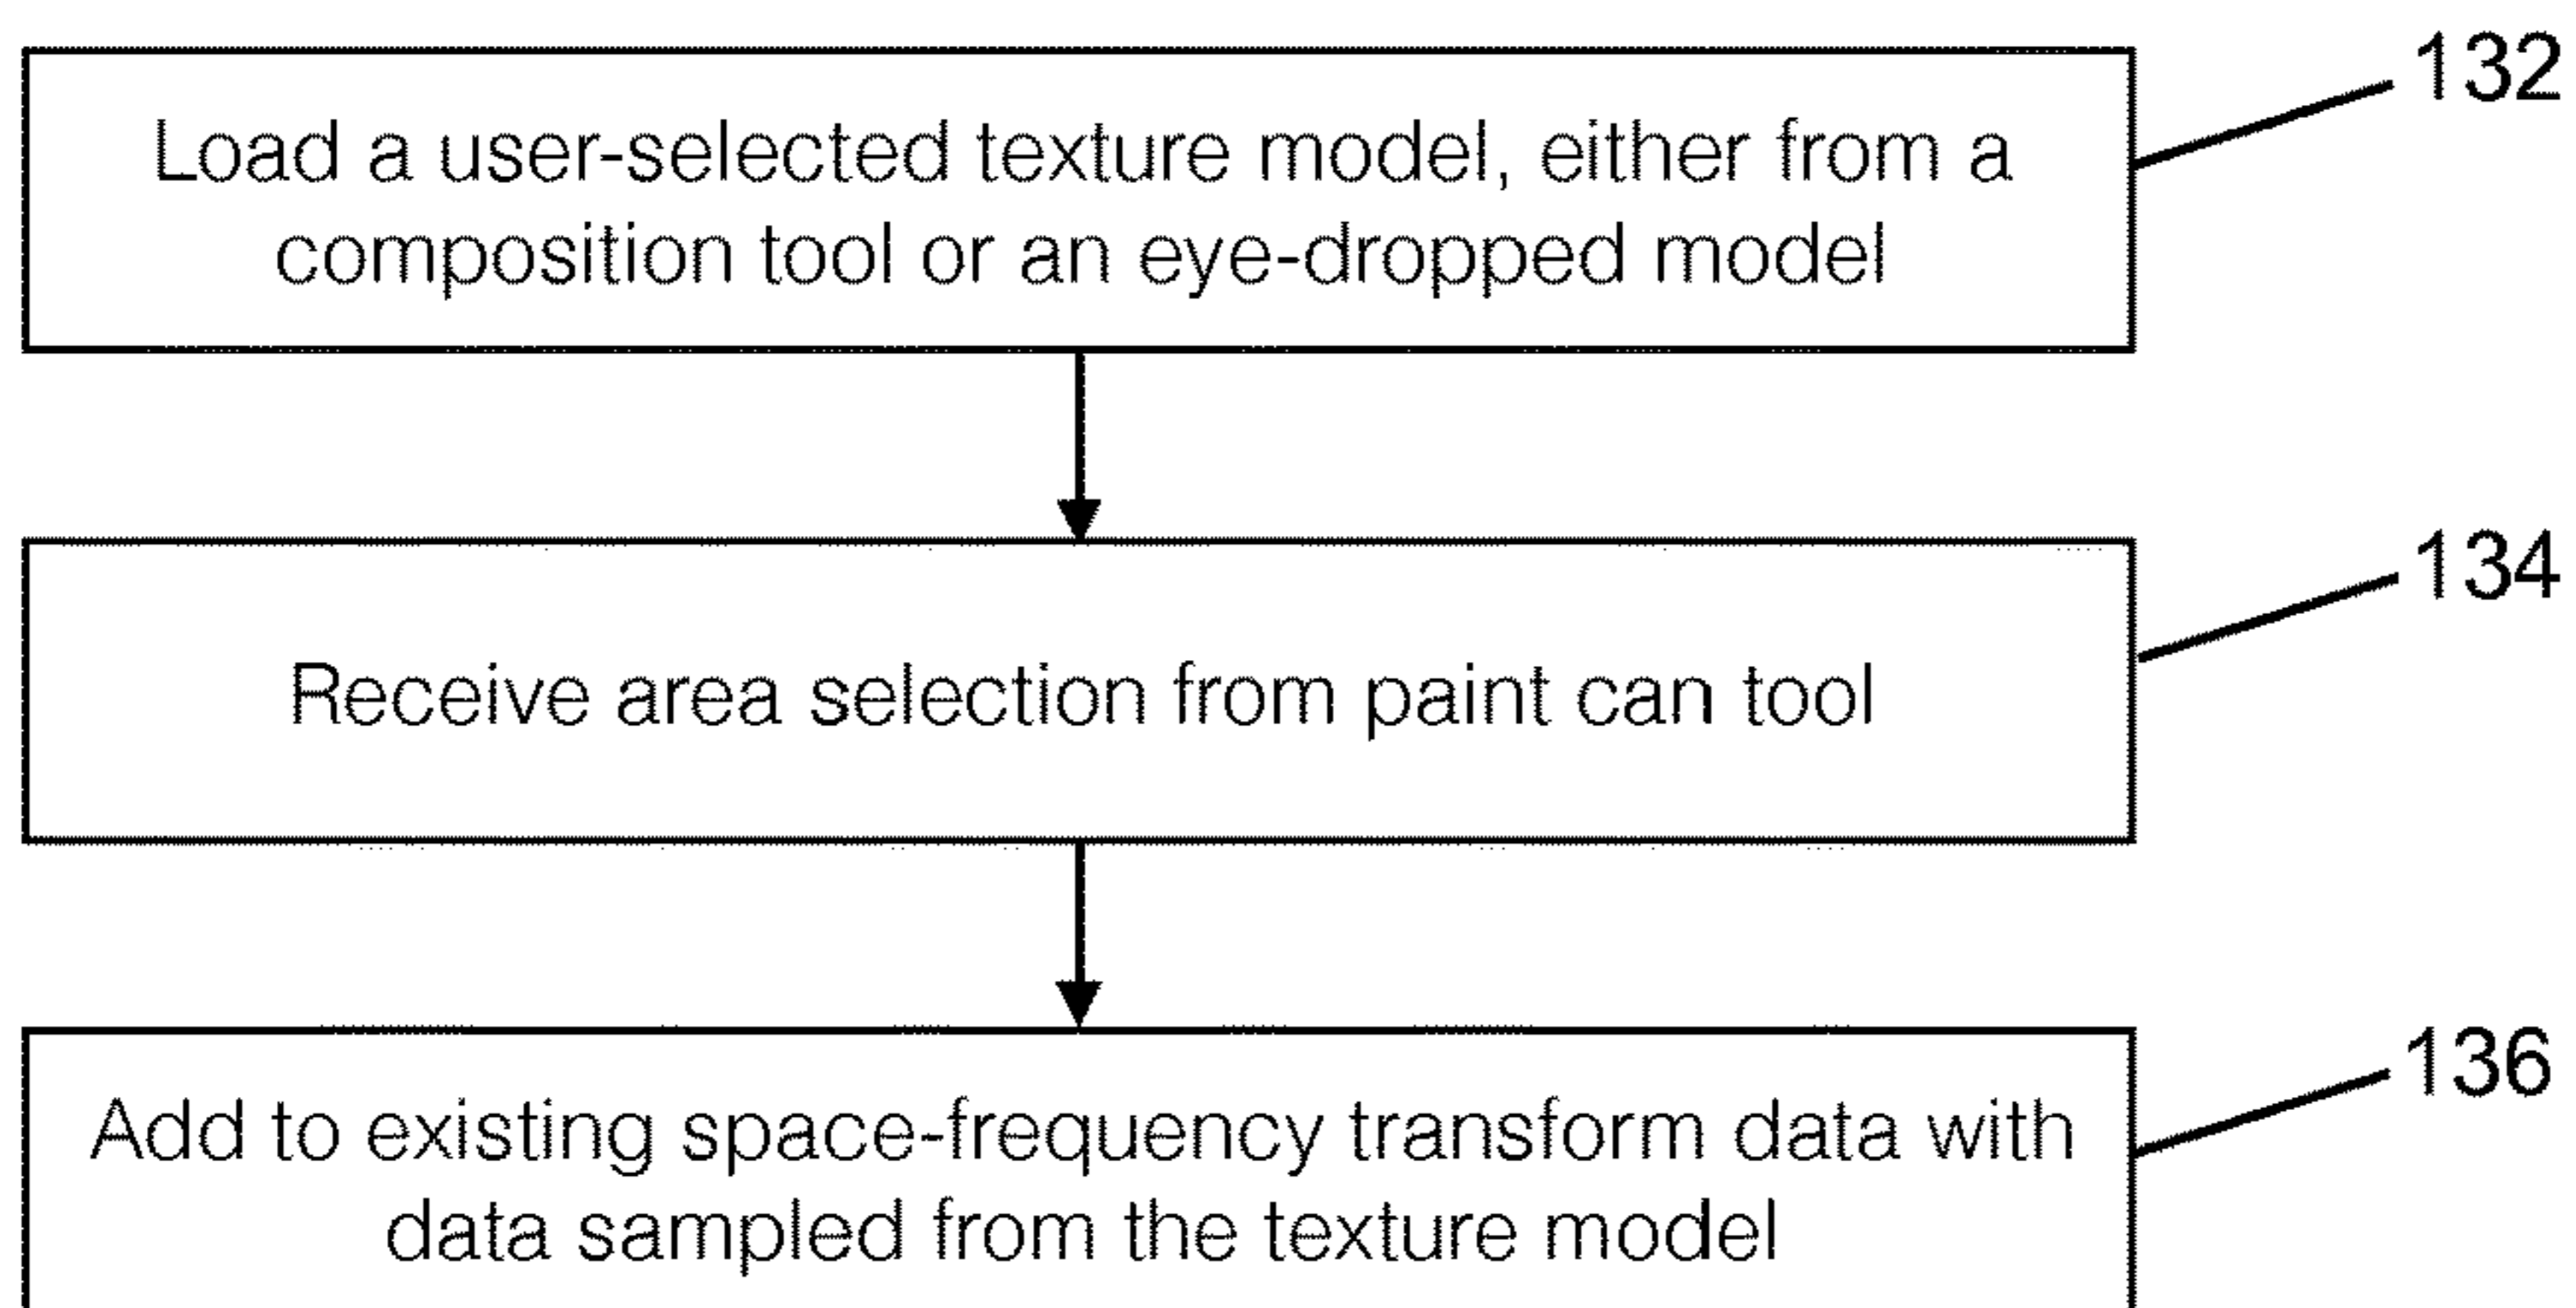 132
Load a user-selected texture model, either from a
composition tool or an eye-dropped model
134
Receive area selection from paint can tool
136
Add to existing space-frequency transform data with
data sampled from the texture model